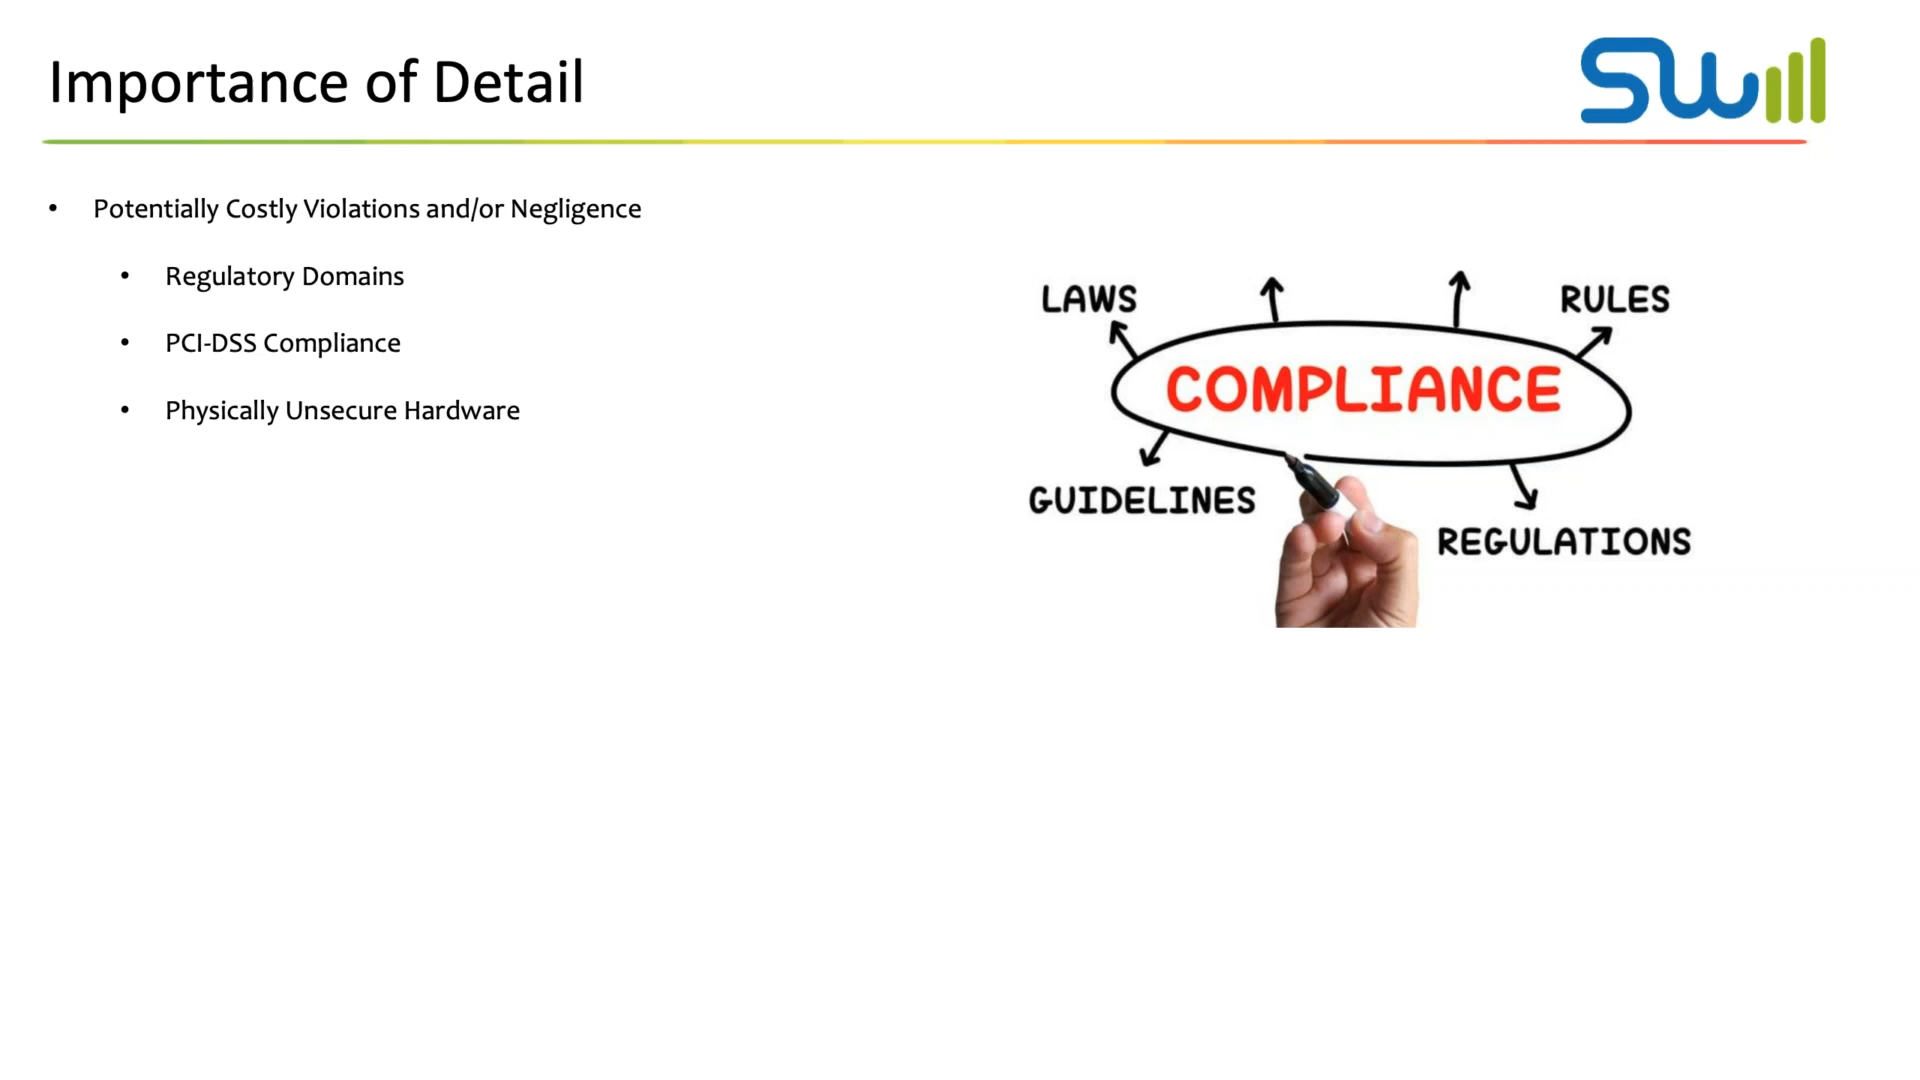 Importance of Detail
SW
• Potentially Costly Violations and/or Negligence
• Regulatory Domains
• PCI-DSS Compliance
• Physically Unsecure Hardware
LAWS
RULES
COMPLIANCE
GUIDELINES
REGULATIONS